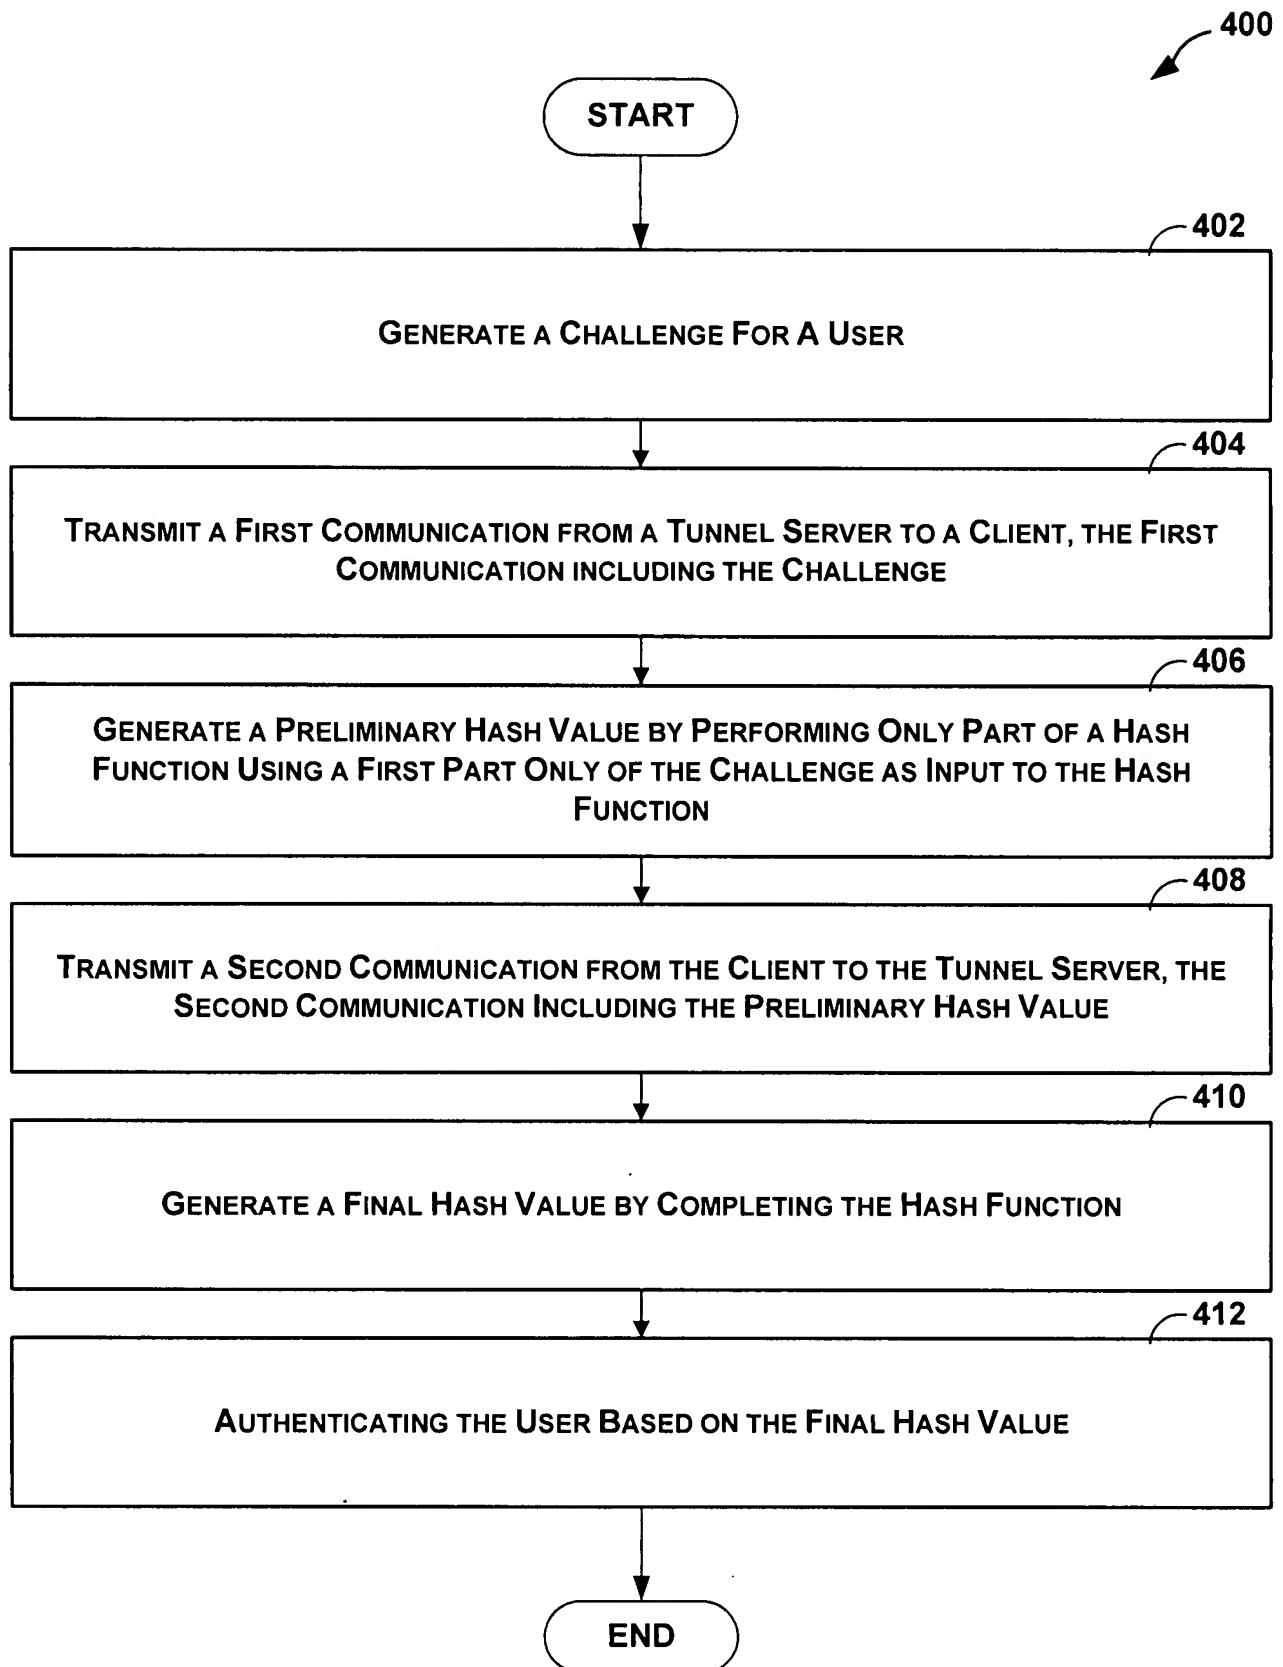 400
START
402
GENERATE A CHALLENGE FOR A USER
404
TRANSMIT A FIRST COMMUNICATION FROM A TUNNEL SERVER TO A CLIENT, THE FIRST
COMMUNICATION INCLUDING THE CHALLENGE
406
GENERATE A PRELIMINARY HASH VALUE BY PERFORMING ONLY PART OF A HASH
FUNCTION USING A FIRST PART ONLY OF THE CHALLENGE AS INPUT TO THE HASH
FUNCTION
408
TRANSMIT A SECOND COMMUNICATION FROM THE CLIENT TO THE TUNNEL SERVER, THE
SECOND COMMUNICATION INCLUDING THE PRELIMINARY HASH VALUE
410
GENERATE A FINAL HASH VALUE BY COMPLETING THE HASH FUNCTION
412
AUTHENTICATING THE USER BASED ON THE FINAL HASH VALUE
END